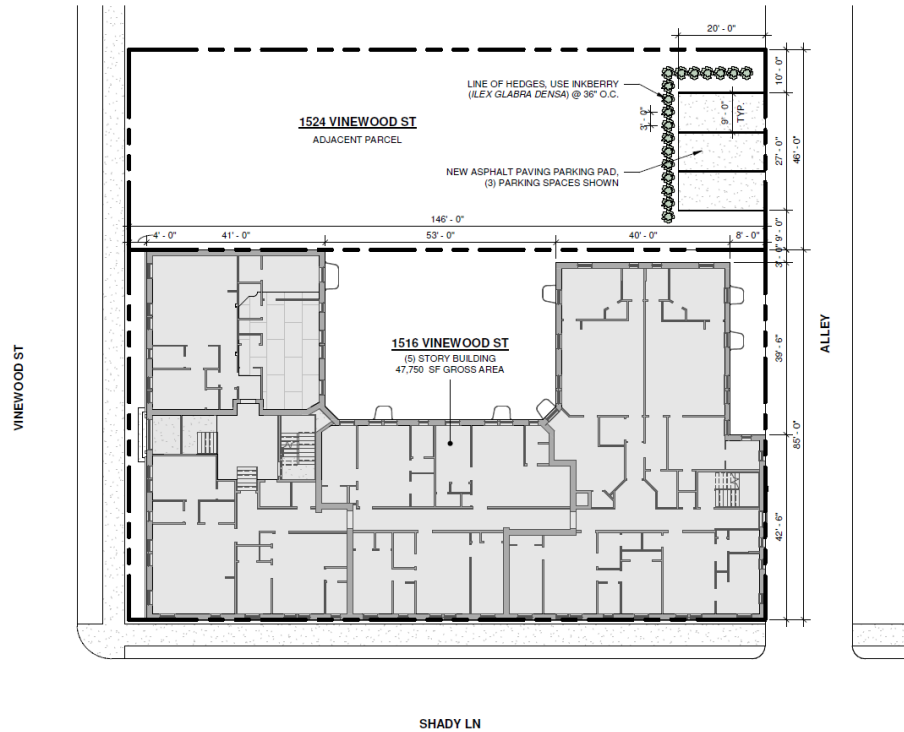 20' - 0"
10' - 0"
LINE OF HEDGES, USE INKBERRY
(ILEX GLABRA DENSA) @ 36" O.C.
3' - 0"
9' - 0"
TYP.
1524 VINEWOOD ST
ADJACENT PARCEL
27' - 0"
46' - 0"
NEW ASPHALT PAVING PARKING PAD,
(3) PARKING SPACES SHOWN
146' - 0"
9' - 0"
4' - 0"
41' - 0"
53' - 0"
40' - 0"
8' - 0"
3' - 0"
1516 VINEWOOD ST
(5) STORY BUILDING
47,750 SF GROSS AREA
39' - 6"
VINEWOOD ST
ALLEY
85' - 0"
42' - 6"
SHADY LN